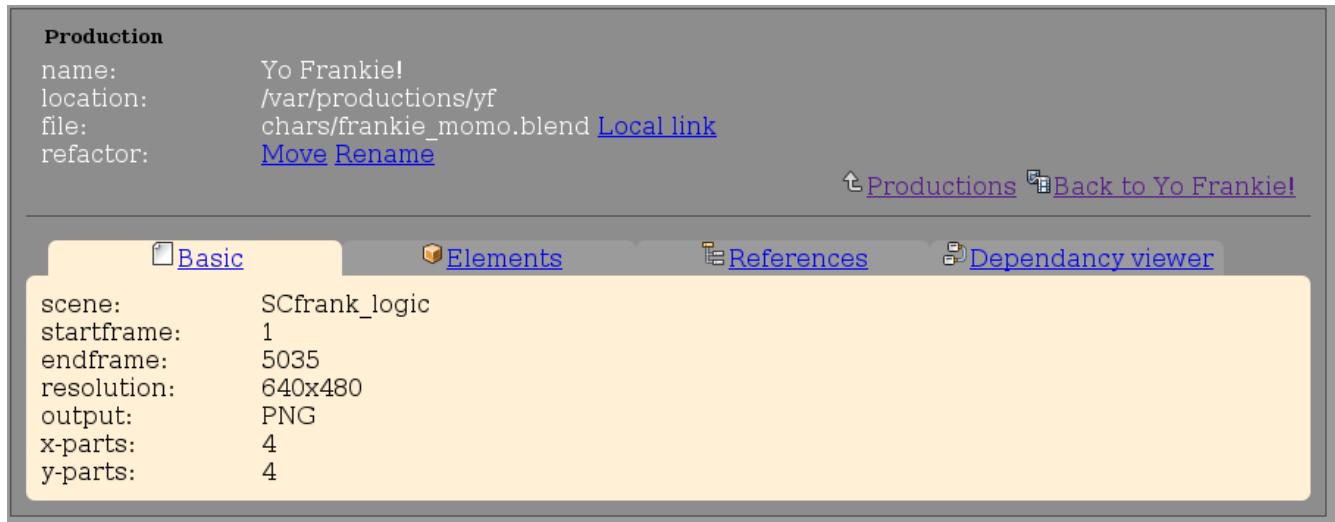 Production
name: Yo Frankie!
location: /var/productions/yf
file: chars/frankie_momo.blend Local link
refactor: Move Rename
Productions Back to Yo Frankie!
Basic Elements References Dependancy viewer
scene: SCfrank_logic
startframe: 1
endframe: 5035
resolution: 640x480
output: PNG
x-parts: 4
y-parts: 4